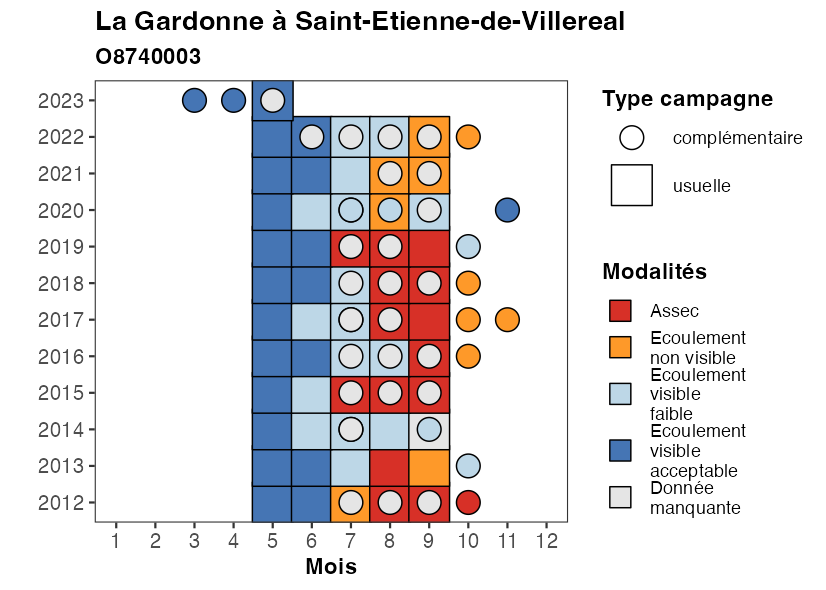 La Gardonne à Saint-Etienne-de-Villereal
O8740003
2023
2022
2021
2020
2019
2018
2017
2016
2015
2014
2013
2012
1 2 3 4 5 6 7 8 9 10 11 12
Mois
Type campagne
complémentaire
usuelle
Modalités
Assec
Ecoulement
non visible
Ecoulement
visible
faible
Ecoulement
visible
acceptable
Donnée
manquante